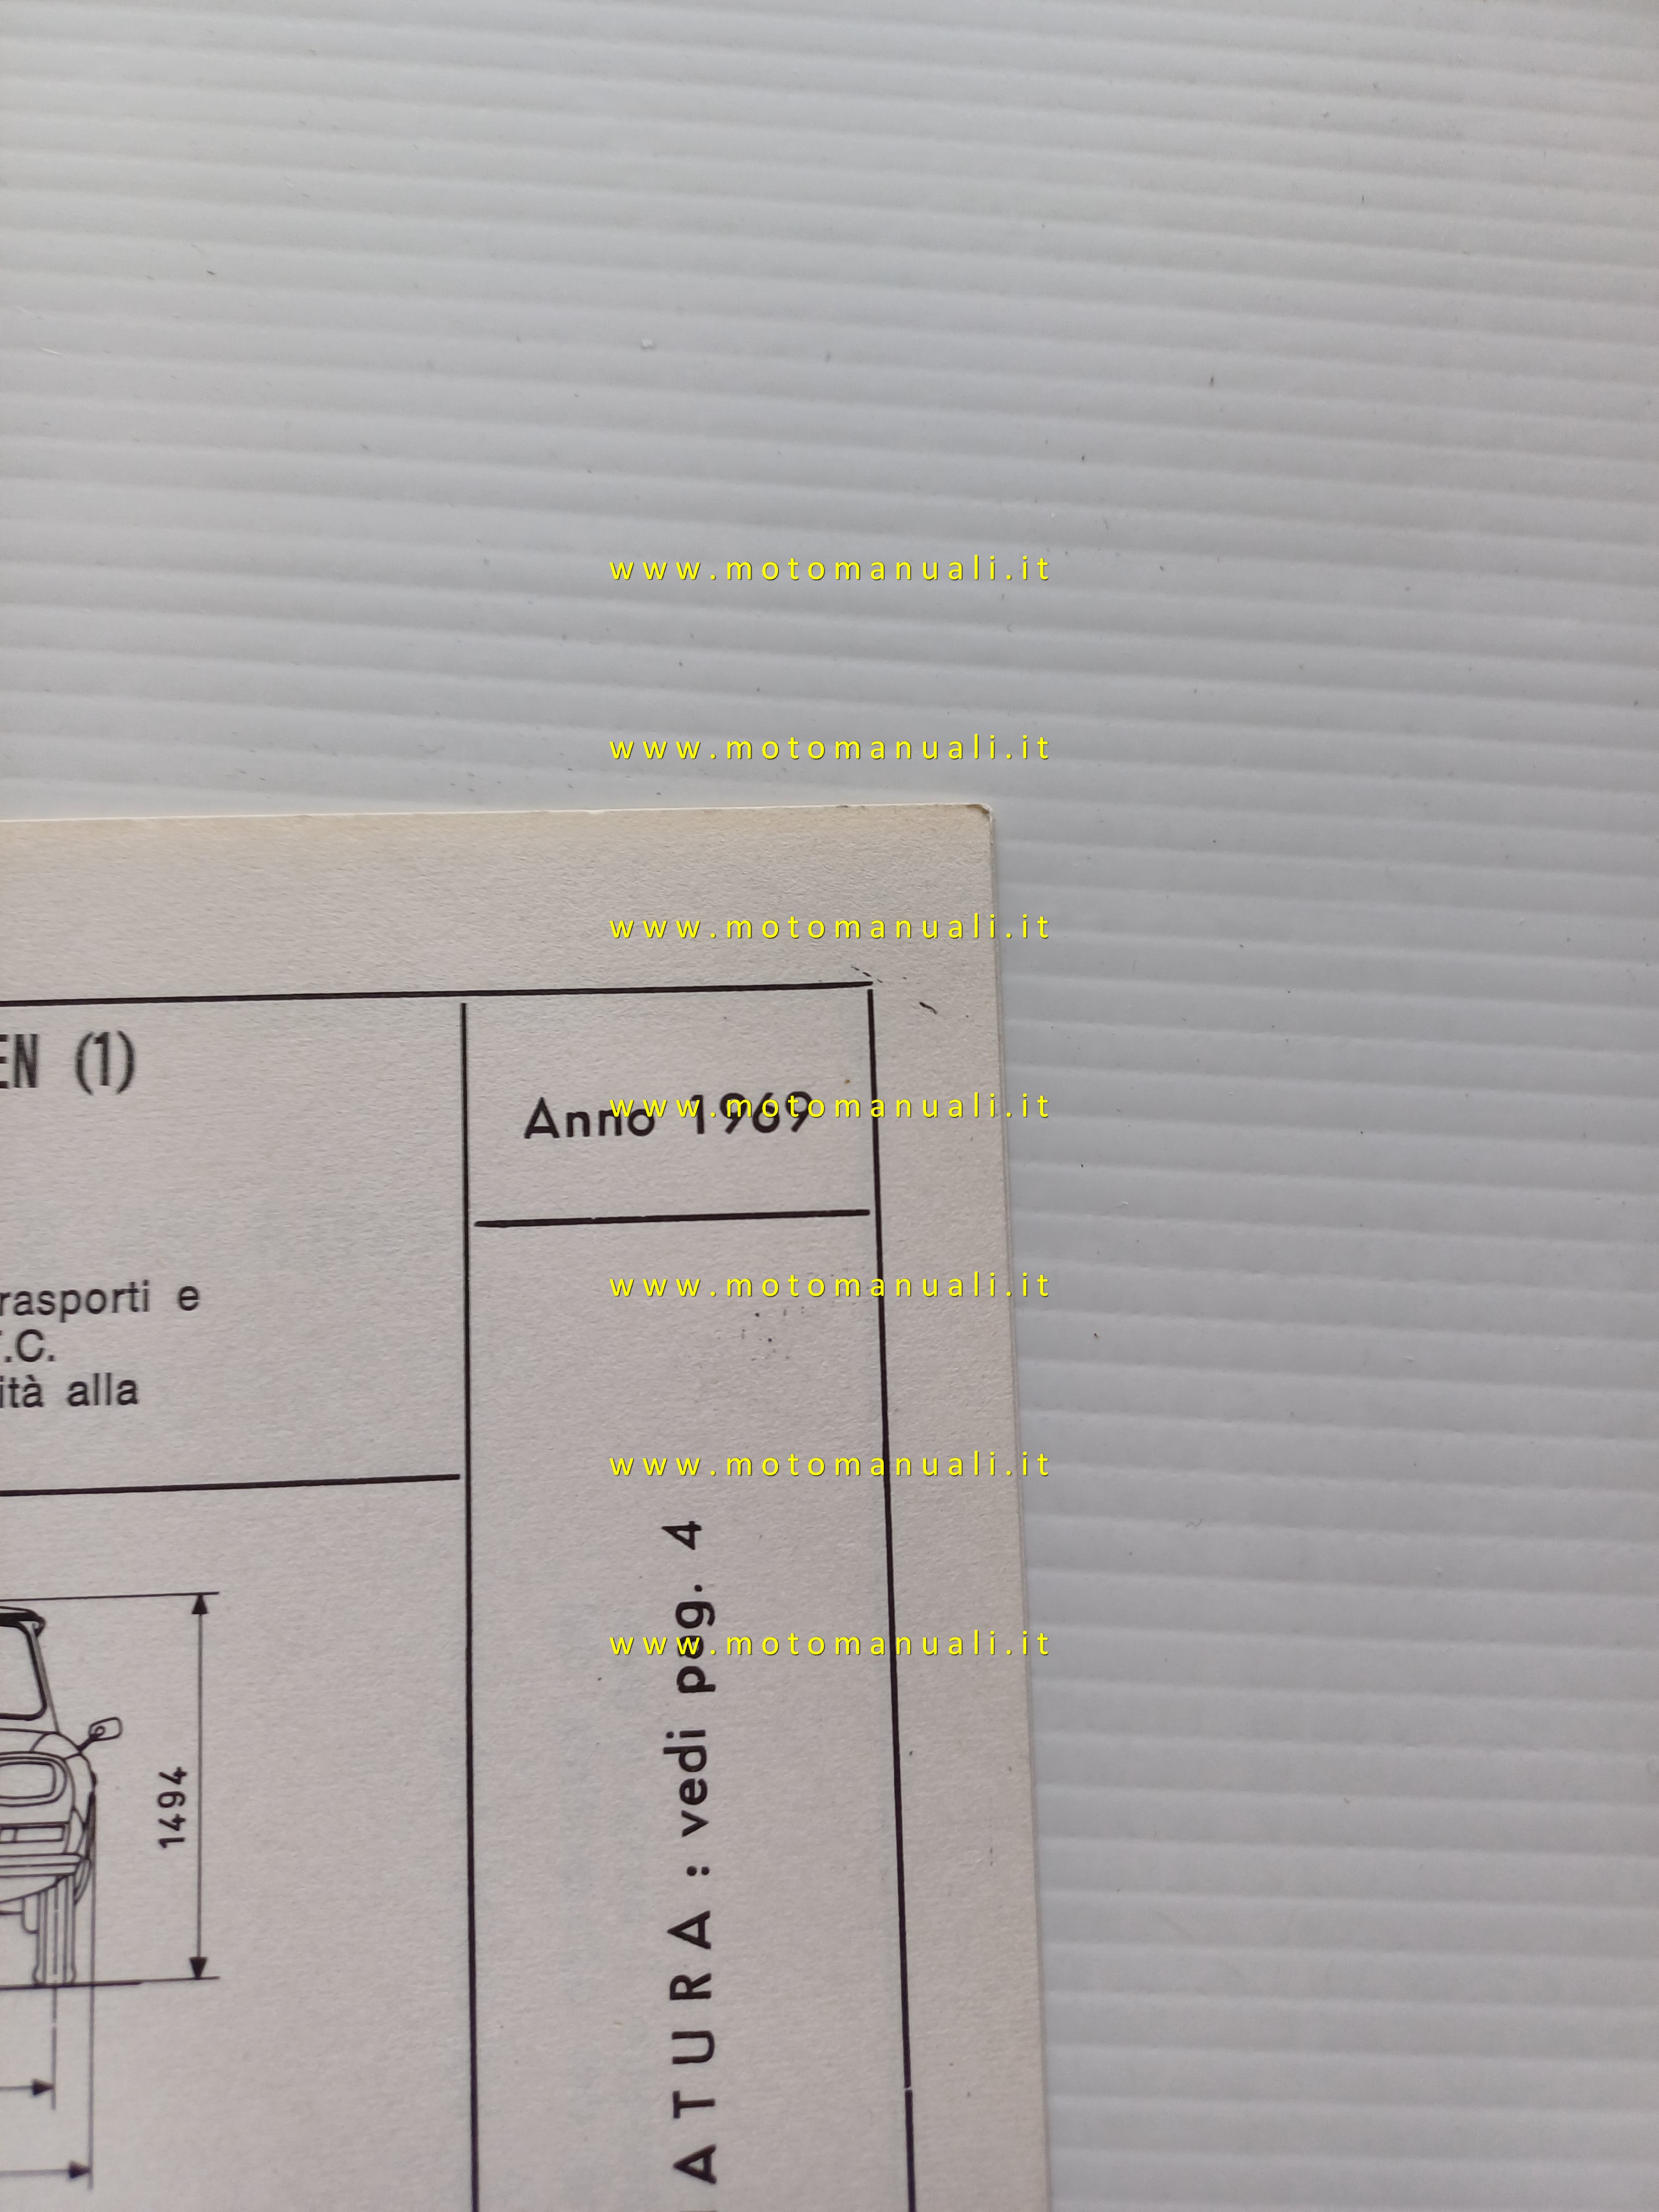 www.motomanuali.it
www.motomanuali.it
www.motomanuali.it
EN (1)
Anno 1969
www.motomanuali.it
www.motomanuali.it
rasporti e
.C.
ità alla
www.motomanuali.it
www.motomanuali.it
ATURA : vedi pag. 4
1494